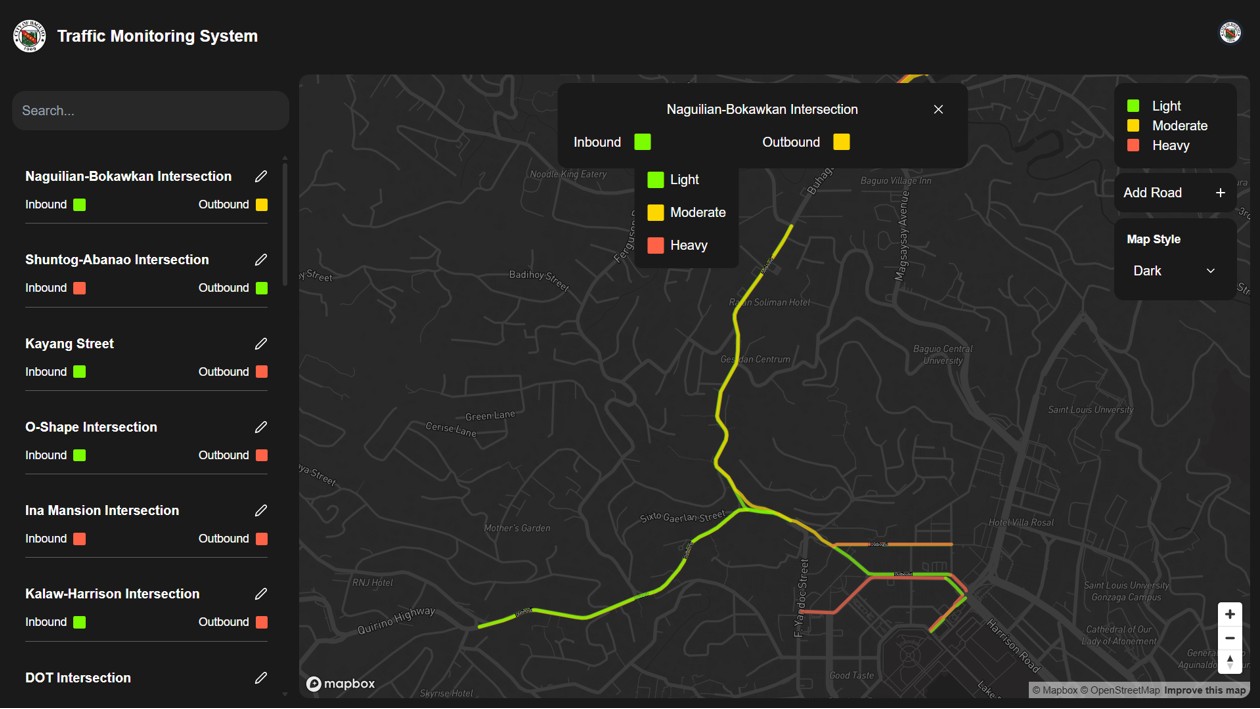 Traffic Monitoring System
Search...
Naguilian-Bokawkan Intersection
Inbound Outbound
Shuntog-Abanao Intersection
Inbound Outbound
Kayang Street
Inbound Outbound
O-Shape Intersection
Inbound Outbound
Ina Mansion Intersection
Inbound Outbound
Kalaw-Harrison Intersection
Inbound Outbound
DOT Intersection
Naguilian-Bokawkan Intersection
Inbound Outbound
Light
Moderate
Heavy
Light
Moderate
Heavy
Add Road
Map Style
Dark
Noodle King Eatery
Baguio Village Inn
Magsaysay Avenue
Badihoy Street
Rajah Soliman Hotel
Gestdan Centrum
Baguio Central
University
Green Lane
Cerise Lane
Saint Louis University
Sixto Gaerlan Street
Mother's Garden
Hotel Villa Rosal
RNJ Hotel
Quirino Highway
F. Yandoc Street
Saint Louis University
Gonzaga Campus
Cathedral of Our
Lady of Atonement
Harrison Road
Good Taste
Skyrise Hotel
mapbox
© Mapbox © OpenStreetMap Improve this map